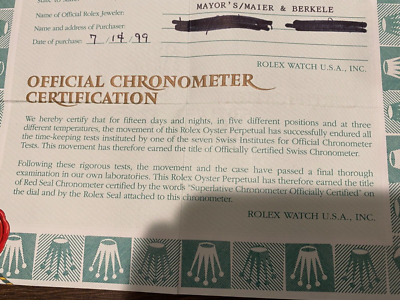 MAYOR'S/MAIER & BERKELE
Name of Official Rolex Jeweler:
Name and address of Purchaser:
Date of purchase: 7/14/99
ROLEX WATCH U.S.A., INC.
OFFICIAL CHRONOMETER
CERTIFICATION
We hereby certify that for fifteen days and nights, in five different positions and at three
different temperatures, the movement of this Rolex Oyster Perpetual has successfully endured all
the time-keeping tests instituted by one of the seven Swiss Institutes for Official Chronometer
Tests. This movement has therefore earned the title of Officially Certified Swiss Chronometer.
Following these rigorous tests, the movement and the case have passed a final thorough
examination in our own laboratories. This Rolex Oyster Perpetual has therefore earned the title
of Red Seal Chronometer certified by the words "Superlative Chronometer Officially Certified" on
the dial and by the Rolex Seal attached to this chronometer.
ROLEX WATCH U.S.A., INC.